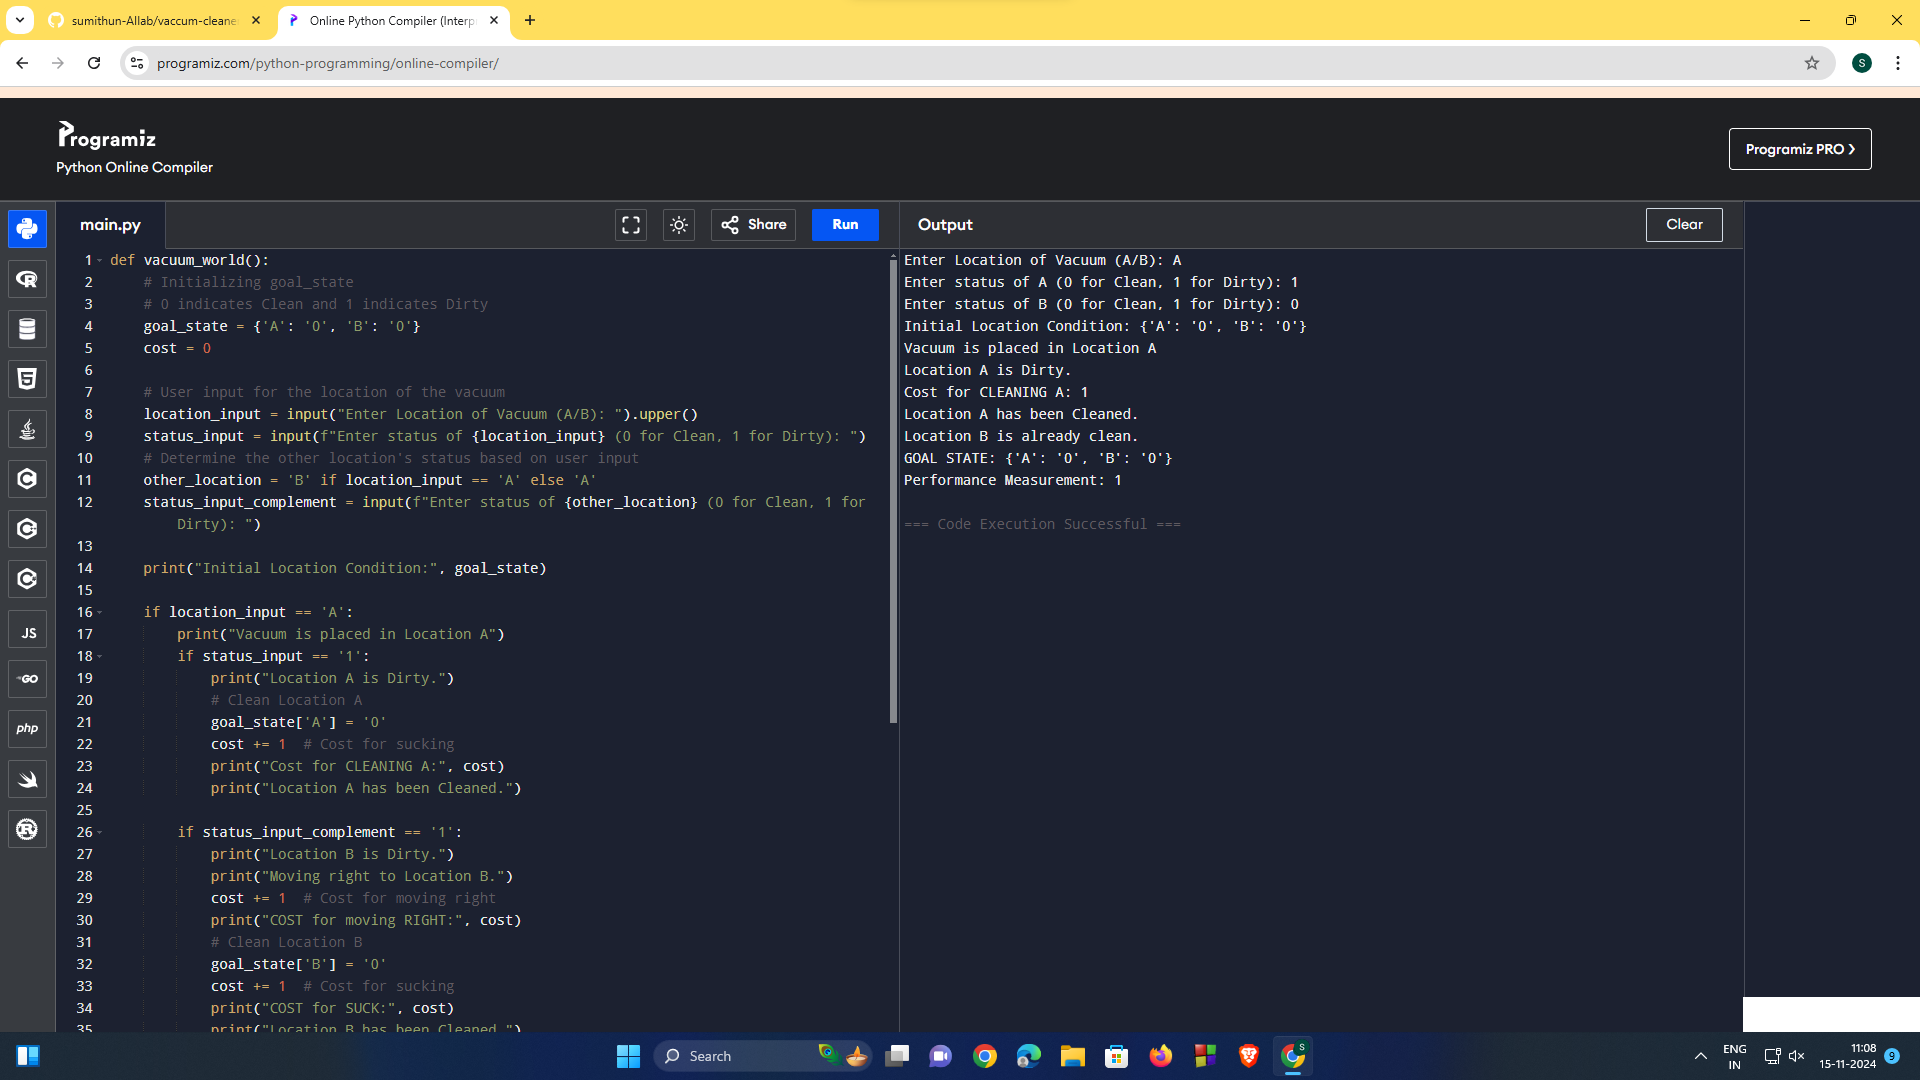 sumithun-Allab/vaccum-cleane
Online Python Compiler (Interp
programiz.com/python-programming/online-compiler/
S
Programiz
Python Online Compiler
Programiz PRO ❯
main.py
Share
Run
Output
Clear
1 def vacuum_world():
2 # Initializing goal_state
3 # 0 indicates Clean and 1 indicates Dirty
4 goal_state = {'A': '0', 'B': '0'}
5 cost = 0
6
7 # User input for the location of the vacuum
8 location_input = input("Enter Location of Vacuum (A/B): ").upper()
9 status_input = input(f"Enter status of {location_input} (0 for Clean, 1 for Dirty): ")
10 # Determine the other location's status based on user input
11 other_location = 'B' if location_input == 'A' else 'A'
12 status_input_complement = input(f"Enter status of {other_location} (0 for Clean, 1 for
Dirty): ")
13
14 print("Initial Location Condition:", goal_state)
15
16 if location_input == 'A':
17 print("Vacuum is placed in Location A")
18 if status_input == '1':
19 print("Location A is Dirty.")
20 # Clean Location A
21 goal_state['A'] = '0'
22 cost += 1  # Cost for sucking
23 print("Cost for CLEANING A:", cost)
24 print("Location A has been Cleaned.")
25
26 if status_input_complement == '1':
27 print("Location B is Dirty.")
28 print("Moving right to Location B.")
29 cost += 1  # Cost for moving right
30 print("COST for moving RIGHT:", cost)
31 # Clean Location B
32 goal_state['B'] = '0'
33 cost += 1  # Cost for sucking
34 print("COST for SUCK:", cost)
35 print("Location B has been Cleaned.")
Enter Location of Vacuum (A/B): A
Enter status of A (0 for Clean, 1 for Dirty): 1
Enter status of B (0 for Clean, 1 for Dirty): 0
Initial Location Condition: {'A': '0', 'B': '0'}
Vacuum is placed in Location A
Location A is Dirty.
Cost for CLEANING A: 1
Location A has been Cleaned.
Location B is already clean.
GOAL STATE: {'A': '0', 'B': '0'}
Performance Measurement: 1
=== Code Execution Successful ===
JS
GO
php
Search
S
ENG
IN
11:08
15-11-2024
9